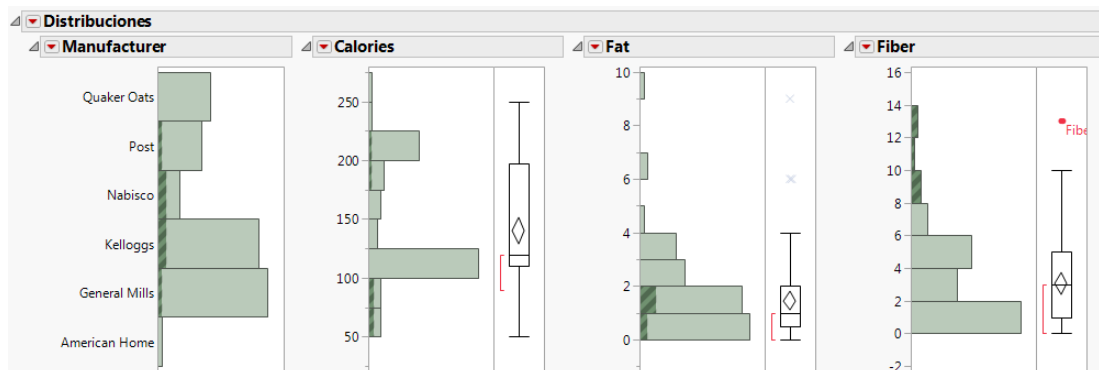 Distribuciones
Manufacturer
Quaker Oats
Post
Nabisco
Kelloggs
General Mills
American Home
Calories
250
200
150
100
50
Fat
10
8
6
4
2
0
Fiber
16
14
12
10
8
6
4
2
0
-2
Fibe